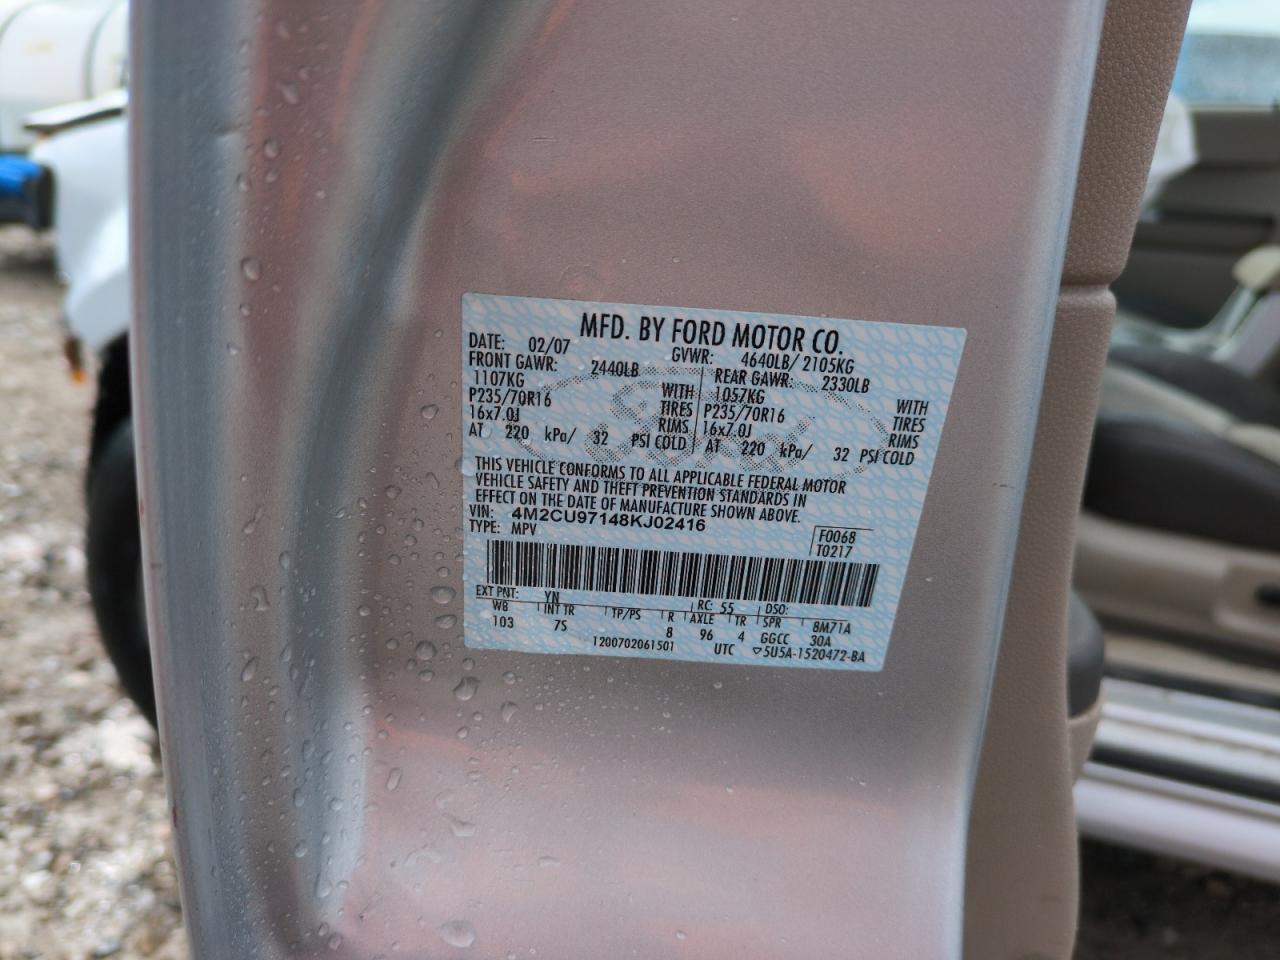 MFD. BY FORD MOTOR CO.
DATE: 02/07 GVWR: 4640LB/ 2105KG
FRONT GAWR: 2440LB REAR GAWR: 2330LB
1107KG WITH 1057KG WITH
P235/70R16 TIRES P235/70R16 TIRES
16x7.0J RIMS 16x7.0J RIMS
AT 220 kPa/ 32 PSI COLD AT 220 kPa/ 32 PSI COLD
THIS VEHICLE CONFORMS TO ALL APPLICABLE FEDERAL MOTOR
VEHICLE SAFETY AND THEFT PREVENTION STANDARDS IN
EFFECT ON THE DATE OF MANUFACTURE SHOWN ABOVE.
VIN: 4M2CU97148KJ02416
TYPE: MPV F0068
T0217
EXT PNT: YN RC: 55 DSO:
WB INT TR TP/PS R AXLE TR SPR 8M71A
103 7S 8 96 4 GGCC 30A
1200702061501 UTC ▽5U5A-1520472-BA
Ford